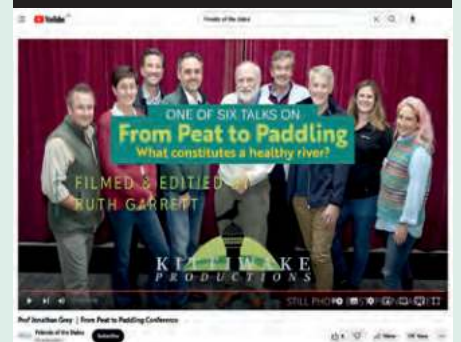 YouTube
Friends of the Dales
ONE OF SIX TALKS ON
From Peat to Paddling
What constitutes a healthy river?
FILMED & EDITIED BY
RUTH GARRETT
KITTIWAKE
PRODUCTIONS
STILL PHOTO
Prof Jonathan Grey | From Peat to Paddling Conference
Friends of the Dales
Subscribe
Share